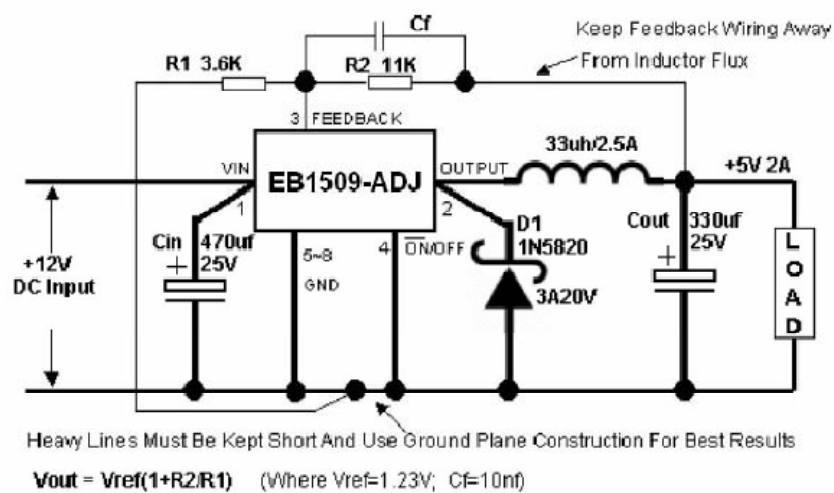 Cf
Keep Feedback Wiring Away
From Inductor Flux
R1 3.6K
R2 11K
3 FEEDBACK
33uh/2.5A
VIN
EB1509-ADJ
OUTPUT
+5V 2A
1
2
D1
1N5820
Cin
470uf
25V
+
5~8
GND
4
ON/OFF
Cout
330uf
25V
+
LOAD
+12V
DC Input
3A20V
Heavy Lines Must Be Kept Short And Use Ground Plane Construction For Best Results
Vout = Vref(1+R2/R1) (Where Vref=1.23V; Cf=10nf)